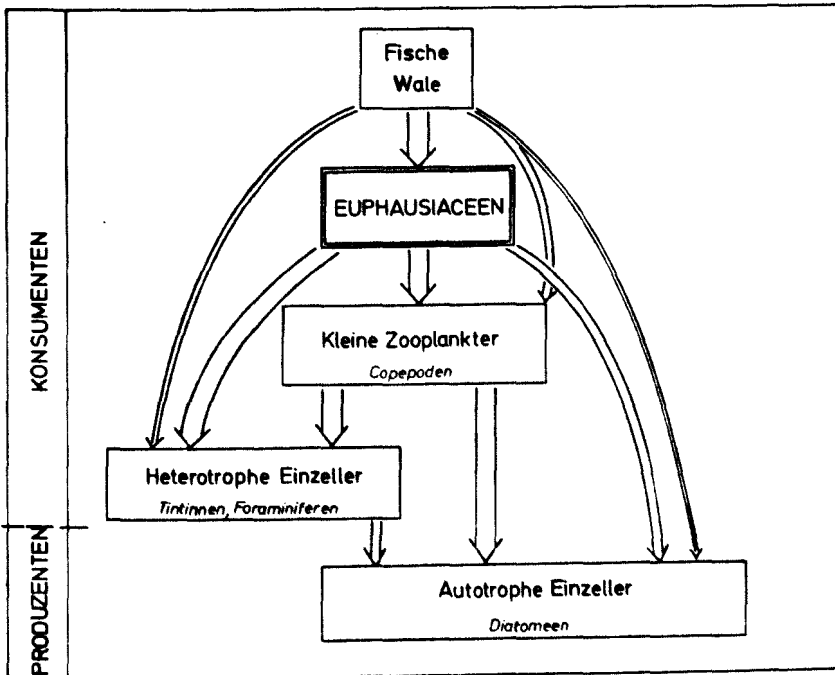 Fische
Wale
EUPHAUSIACEEN
KONSUMENTEN
Kleine Zooplankter
Copepoden
Heterotrophe Einzeller
Tintinnen, Foraminiferen
PRODUZENTEN
Autotrophe Einzeller
Diatomeen